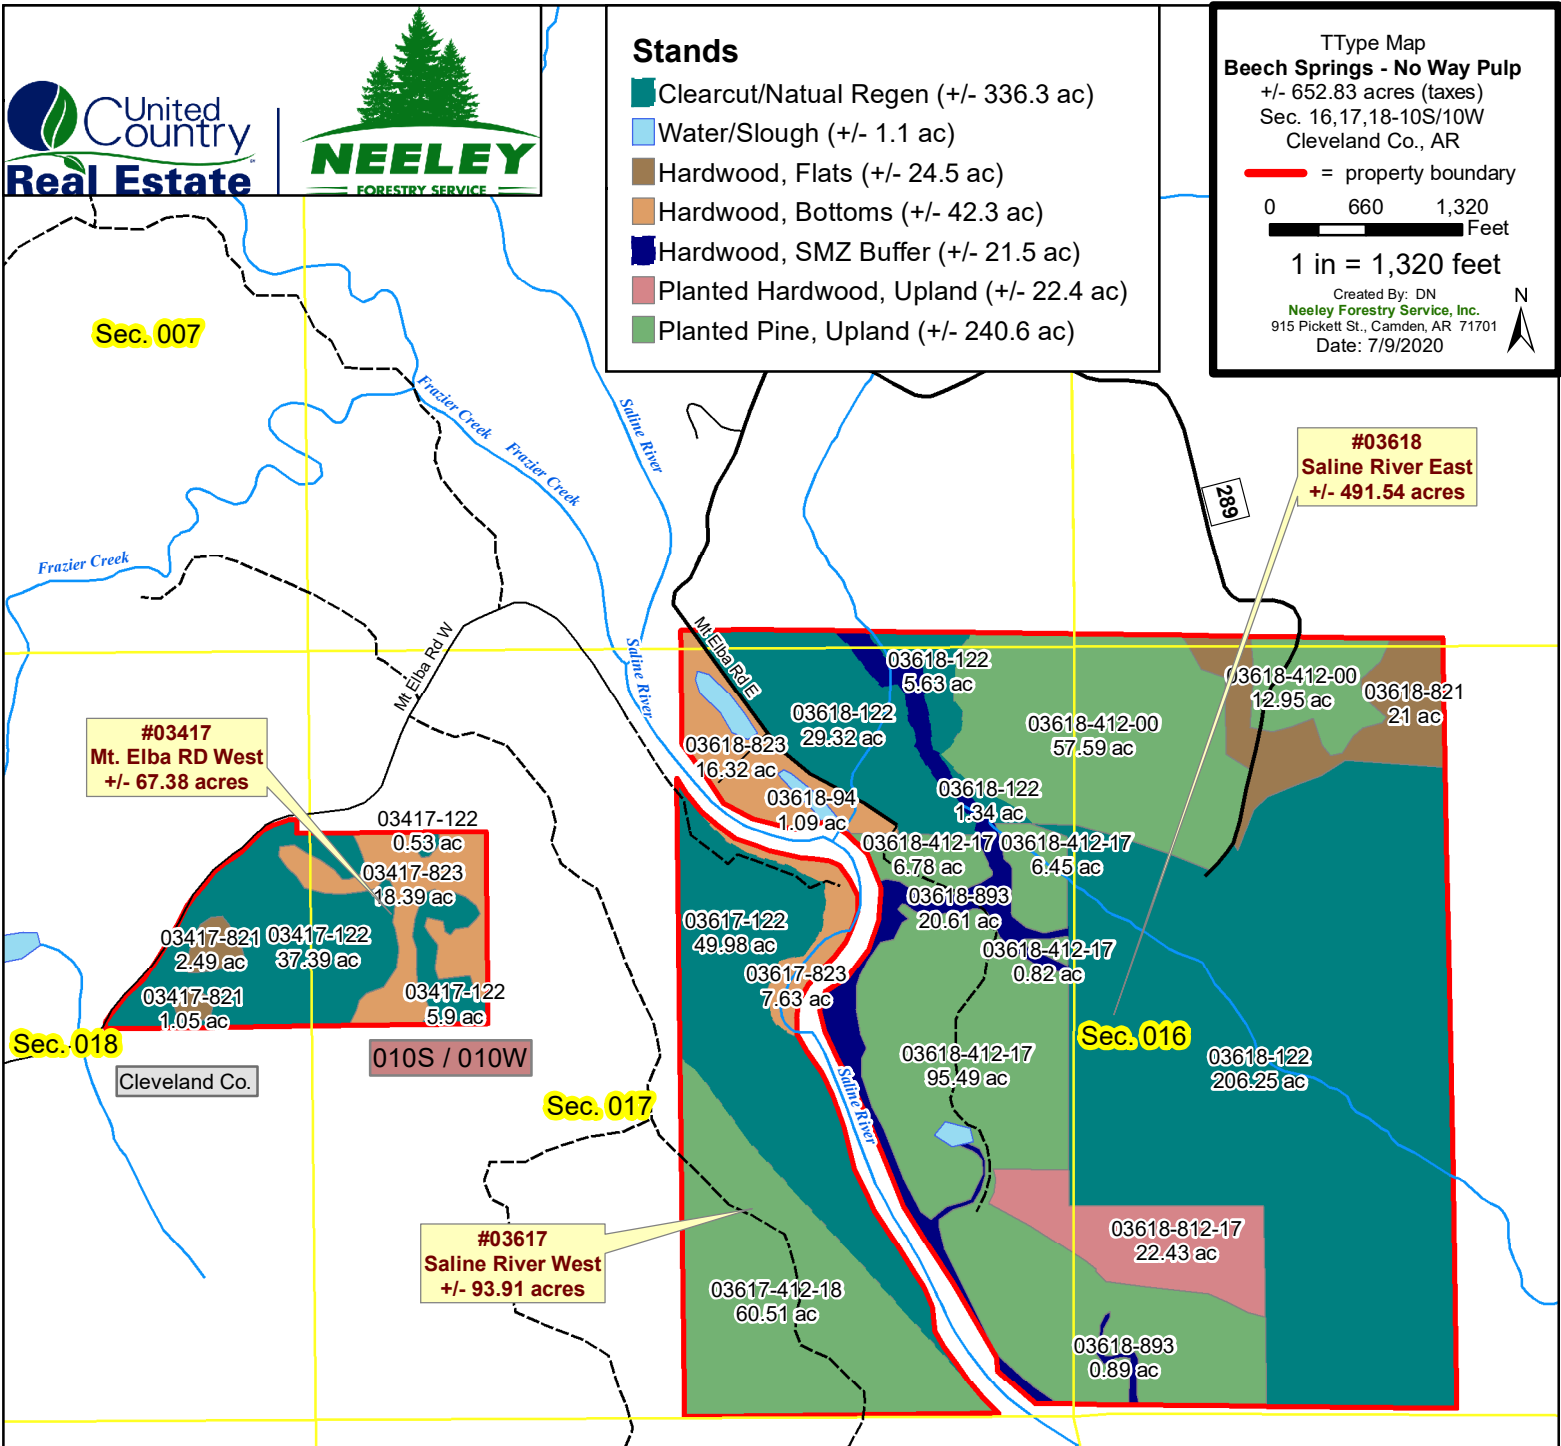 United
Country
Real Estate
NEELEY
FORESTRY SERVICE
Stands
Clearcut/Natual Regen (+/- 336.3 ac)
Water/Slough (+/- 1.1 ac)
Hardwood, Flats (+/- 24.5 ac)
Hardwood, Bottoms (+/- 42.3 ac)
Hardwood, SMZ Buffer (+/- 21.5 ac)
Planted Hardwood, Upland (+/- 22.4 ac)
Planted Pine, Upland (+/- 240.6 ac)
TType Map
Beech Springs - No Way Pulp
+/- 652.83 acres (taxes)
Sec. 16,17,18-10S/10W
Cleveland Co., AR
= property boundary
0 660 1,320
Feet
1 in = 1,320 feet
Created By: DN
Neeley Forestry Service, Inc.
915 Pickett St., Camden, AR 71701
Date: 7/9/2020
N
Sec. 007
Frazier Creek
Frazier Creek
Saline River
Frazier Creek
289
#03618
Saline River East
+/- 491.54 acres
Mt Elba Rd W
Saline River
Mt Elba Rd E
03618-122
5.63 ac
03618-412-00
12.95 ac
03618-821
21 ac
03618-122
29.32 ac
03618-412-00
57.59 ac
#03417
Mt. Elba RD West
+/- 67.38 acres
03618-823
16.32 ac
03618-94
1.09 ac
03618-122
1.34 ac
03417-122
0.53 ac
03618-412-17
6.78 ac
03618-412-17
6.45 ac
03417-823
18.39 ac
03618-893
20.61 ac
03617-122
49.98 ac
03417-821
2.49 ac
03417-122
37.39 ac
03618-412-17
0.82 ac
03617-823
7.63 ac
03417-821
1.05 ac
03417-122
5.9 ac
Sec. 018
Sec. 016
010S / 010W
Cleveland Co.
03618-412-17
95.49 ac
03618-122
206.25 ac
Saline River
Sec. 017
#03617
Saline River West
+/- 93.91 acres
03618-812-17
22.43 ac
03617-412-18
60.51 ac
03618-893
0.89 ac